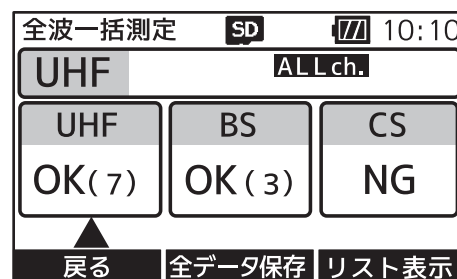 全波一括測定 SD 10:10
UHF ALLch.
UHF BS CS
OK(7) OK(3) NG
戻る 全データ保存 リスト表示